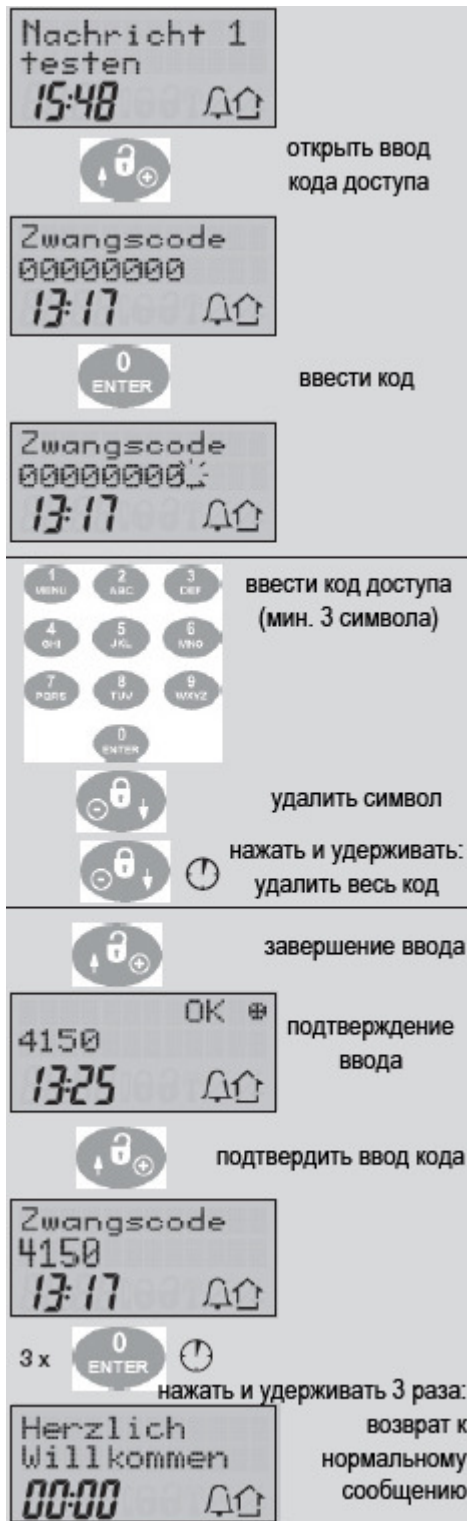 Nachricht 1
testen
15:48
открыть ввод
кода доступа
Zwangscode
00000000
13:17
0
ENTER
ввести код
Zwangscode
00000000
13:17
1 2 3
MENU ABC DEF
4 5 6
GHI JKL MNO
7 8 9
PQRS TUV WXYZ
0
ENTER
ввести код доступа
(мин. 3 символа)
удалить символ
нажать и удерживать:
удалить весь код
завершение ввода
OK
4150
13:25
подтверждение
ввода
подтвердить ввод кода
Zwangscode
4150
13:17
3 x
0
ENTER
нажать и удерживать 3 раза:
возврат к
нормальному
сообщению
Herzlich
Willkommen
00:00